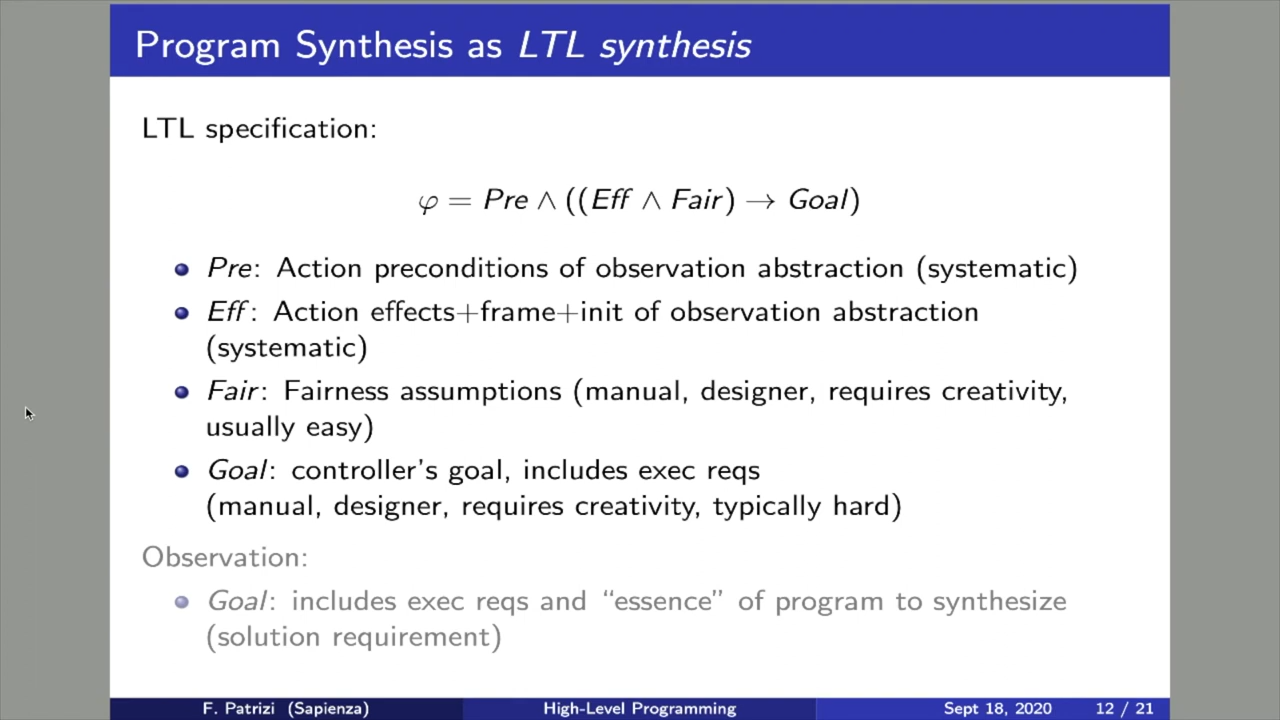 Program Synthesis as LTL synthesis
LTL specification:
φ = Pre ∧ ((Eff ∧ Fair) → Goal)
Pre: Action preconditions of observation abstraction (systematic)
Eff: Action effects+frame+init of observation abstraction
(systematic)
Fair: Fairness assumptions (manual, designer, requires creativity,
usually easy)
Goal: controller's goal, includes exec reqs
(manual, designer, requires creativity, typically hard)
Observation:
Goal: includes exec reqs and “essence” of program to synthesize
(solution requirement)
F. Patrizi (Sapienza) High-Level Programming Sept 18, 2020 12 / 21